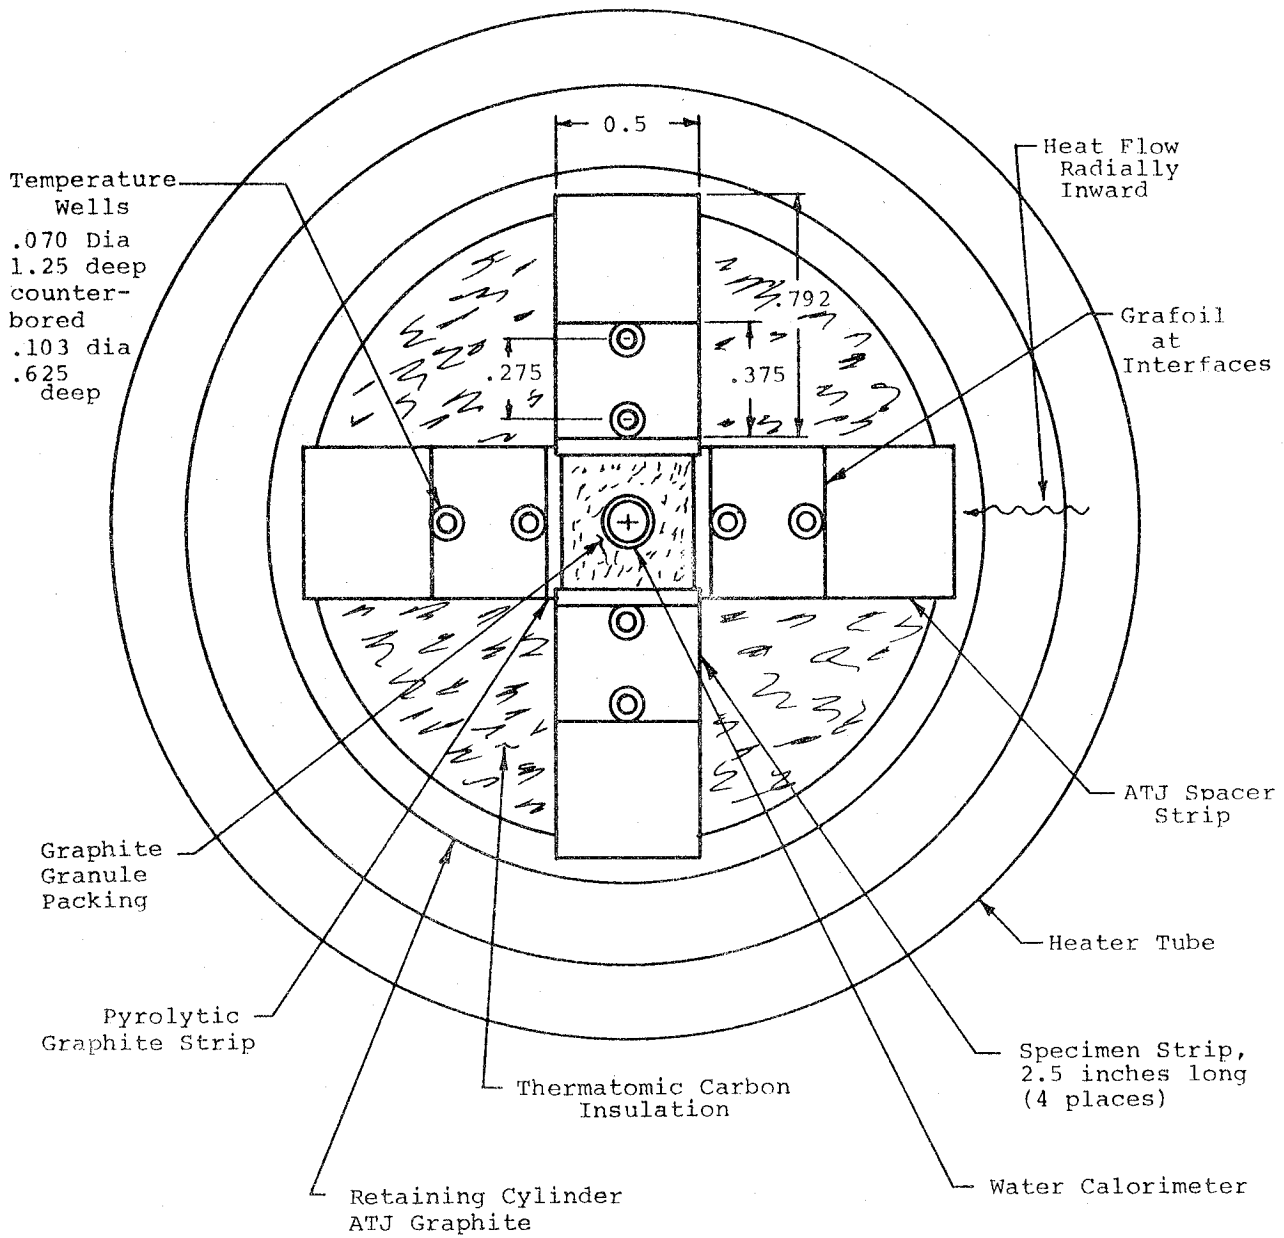 0.5
Heat Flow
Radially
Inward
Temperature
Wells
.070 Dia
1.25 deep
counter-
bored
.103 dia
.625
deep
.792
Grafoil
at
Interfaces
.275
.375
ATJ Spacer
Strip
Graphite
Granule
Packing
Heater Tube
Pyrolytic
Graphite Strip
Specimen Strip,
2.5 inches long
(4 places)
Thermatomic Carbon
Insulation
Water Calorimeter
Retaining Cylinder
ATJ Graphite